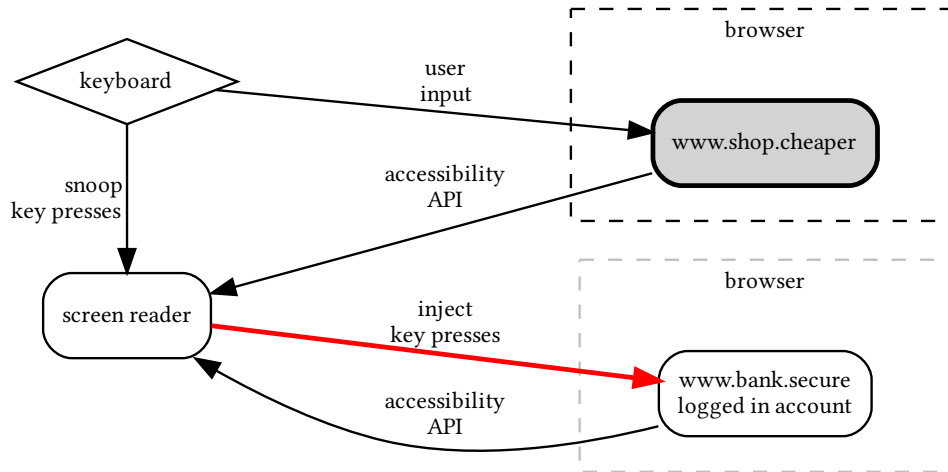 browser
keyboard
user
input
www.shop.cheaper
accessibility
API
snoop
key presses
browser
screen reader
inject
key presses
www.bank.secure
logged in account
accessibility
API